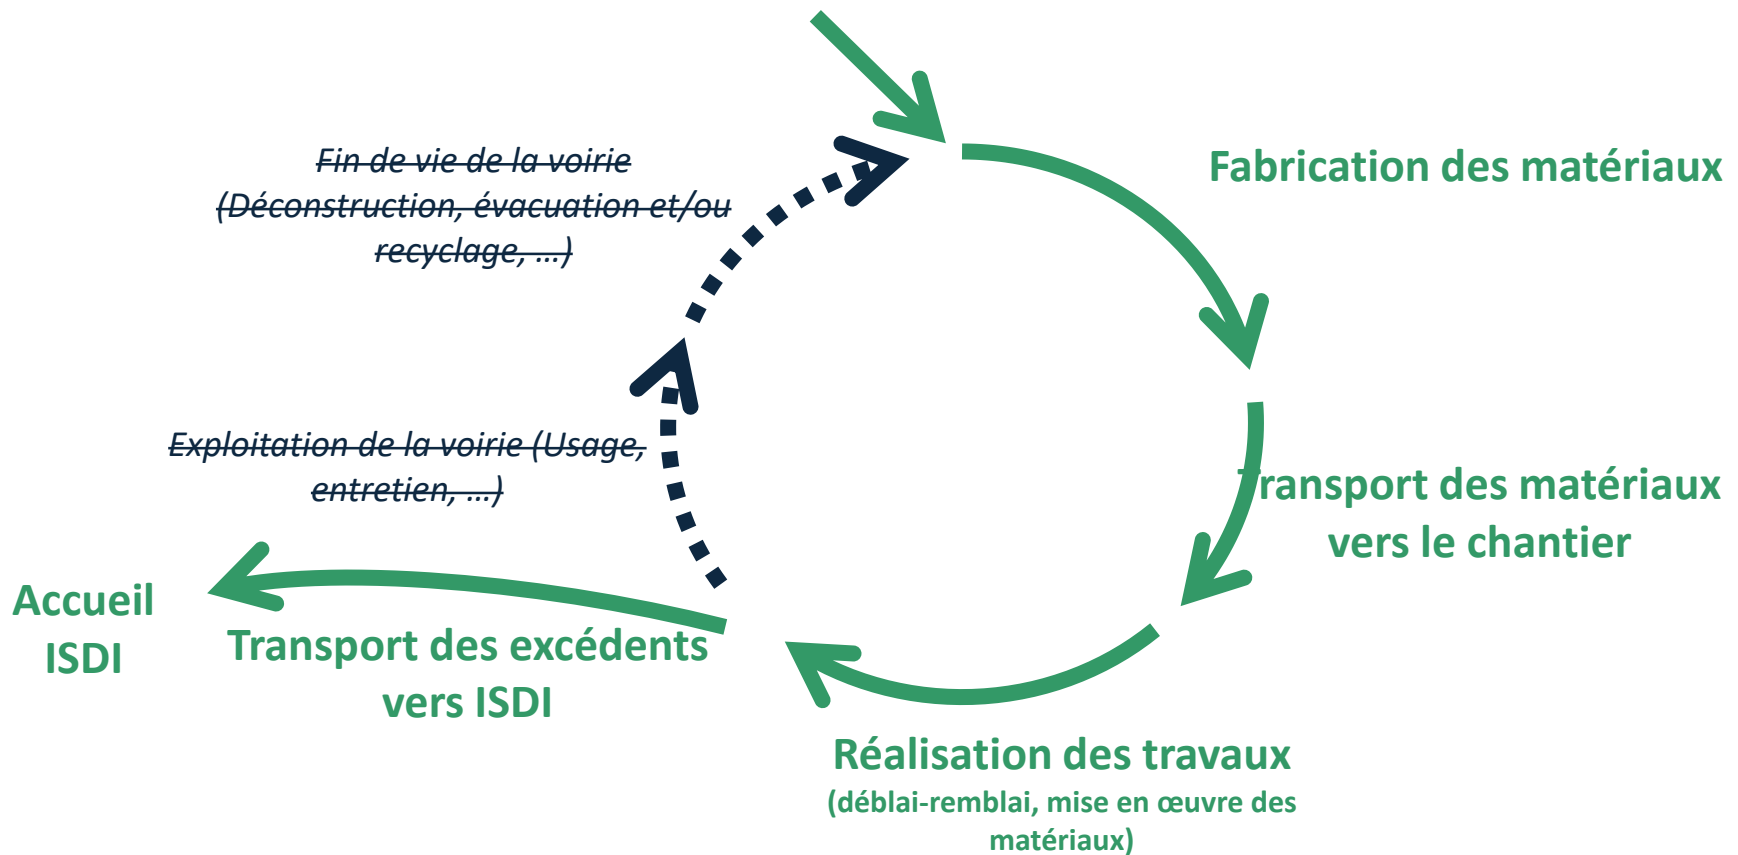 Fabrication des matériaux
Transport des matériaux
vers le chantier
Réalisation des travaux
(déblai-remblai, mise en œuvre des
matériaux)
Transport des excédents
vers ISDI
Accueil
ISDI
Exploitation de la voirie (Usage,
entretien, ...)
Fin de vie de la voirie
(Déconstruction, évacuation et/ou
recyclage, ...)